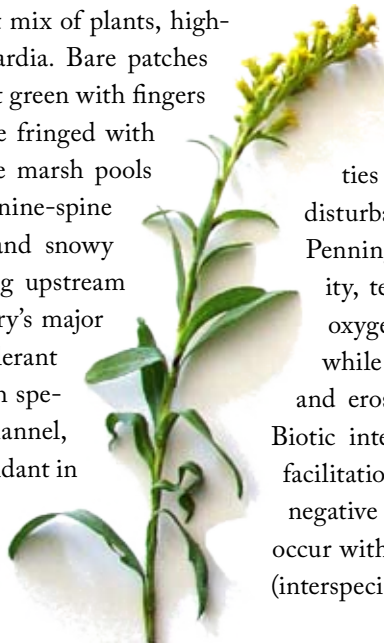 mix of plants, high-
ardia. Bare patches
green with fingers
fringed with
marsh pools
nine-spine
and snowy
g upstream
ry's major
erant
spe-
annel,
dant in
ties
disturba
Pennin
ity, te
oxyge
while
and eros
Biotic inte
facilitatio
negative
occur with
(interspeci